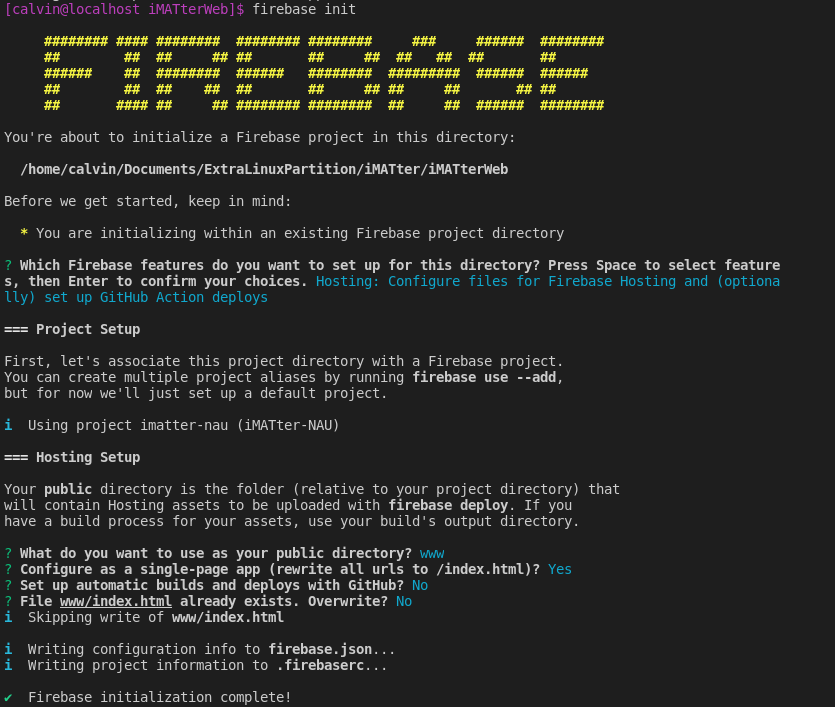 [calvin@localhost iMATterWeb]$ firebase init
######## #### ######## ######## ######## ### ###### ########
## ## ## ## ## ## ## ## ## ## ##
###### ## ######## ###### ######## ######### ###### ######
## ## ## ## ## ## ## ## ## ## ##
## #### ## ## ######## ######## ## ## ###### ########
You're about to initialize a Firebase project in this directory:
/home/calvin/Documents/ExtraLinuxPartition/iMATter/iMATterWeb
Before we get started, keep in mind:
* You are initializing within an existing Firebase project directory
? Which Firebase features do you want to set up for this directory? Press Space to select feature
s, then Enter to confirm your choices. Hosting: Configure files for Firebase Hosting and (optiona
lly) set up GitHub Action deploys
=== Project Setup
First, let's associate this project directory with a Firebase project.
You can create multiple project aliases by running firebase use --add,
but for now we'll just set up a default project.
i Using project imatter-nau (iMATter-NAU)
=== Hosting Setup
Your public directory is the folder (relative to your project directory) that
will contain Hosting assets to be uploaded with firebase deploy. If you
have a build process for your assets, use your build's output directory.
? What do you want to use as your public directory? www
? Configure as a single-page app (rewrite all urls to /index.html)? Yes
? Set up automatic builds and deploys with GitHub? No
? File www/index.html already exists. Overwrite? No
i Skipping write of www/index.html
i Writing configuration info to firebase.json...
i Writing project information to .firebaserc...
✔ Firebase initialization complete!